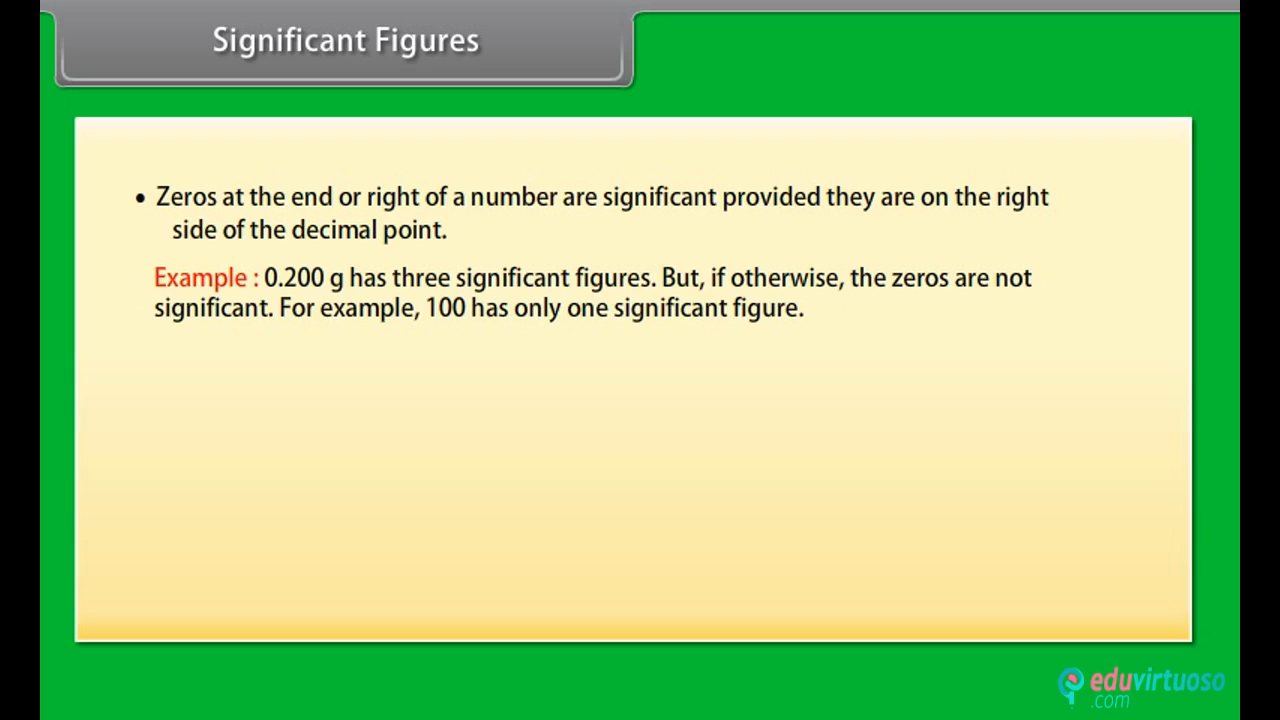 Significant Figures
• Zeros at the end or right of a number are significant provided they are on the right
side of the decimal point.
Example : 0.200 g has three significant figures. But, if otherwise, the zeros are not
significant. For example, 100 has only one significant figure.
eduvirtuoso
.com